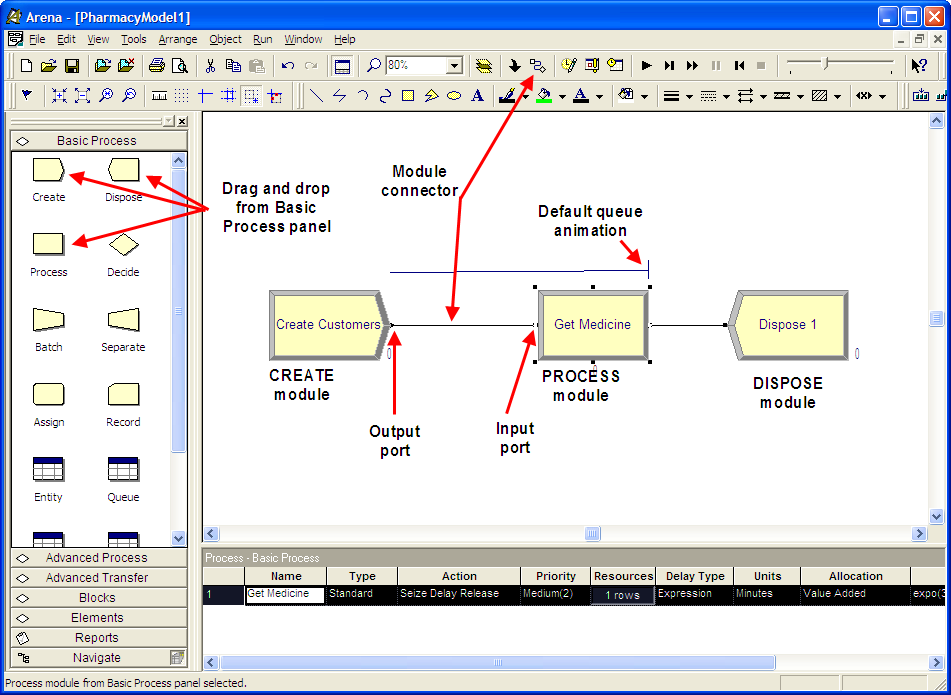 Arena - [PharmacyModel1]
File Edit View Tools Arrange Object Run Window Help
80%
A A
Basic Process
Create Dispose
Process Decide
Batch Separate
Assign Record
Entity Queue
Advanced Process
Advanced Transfer
Blocks
Elements
Reports
Navigate
Drag and drop
from Basic
Process panel
Module
connector
Default queue
animation
Create Customers
Get Medicine
Dispose 1
0
0
0
CREATE
module
PROCESS
module
DISPOSE
module
Output
port
Input
port
Process - Basic Process
Name Type Action Priority Resources Delay Type Units Allocation
1 Get Medicine Standard Seize Delay Release Medium(2) 1 rows Expression Minutes Value Added expo(3
Process module from Basic Process panel selected.